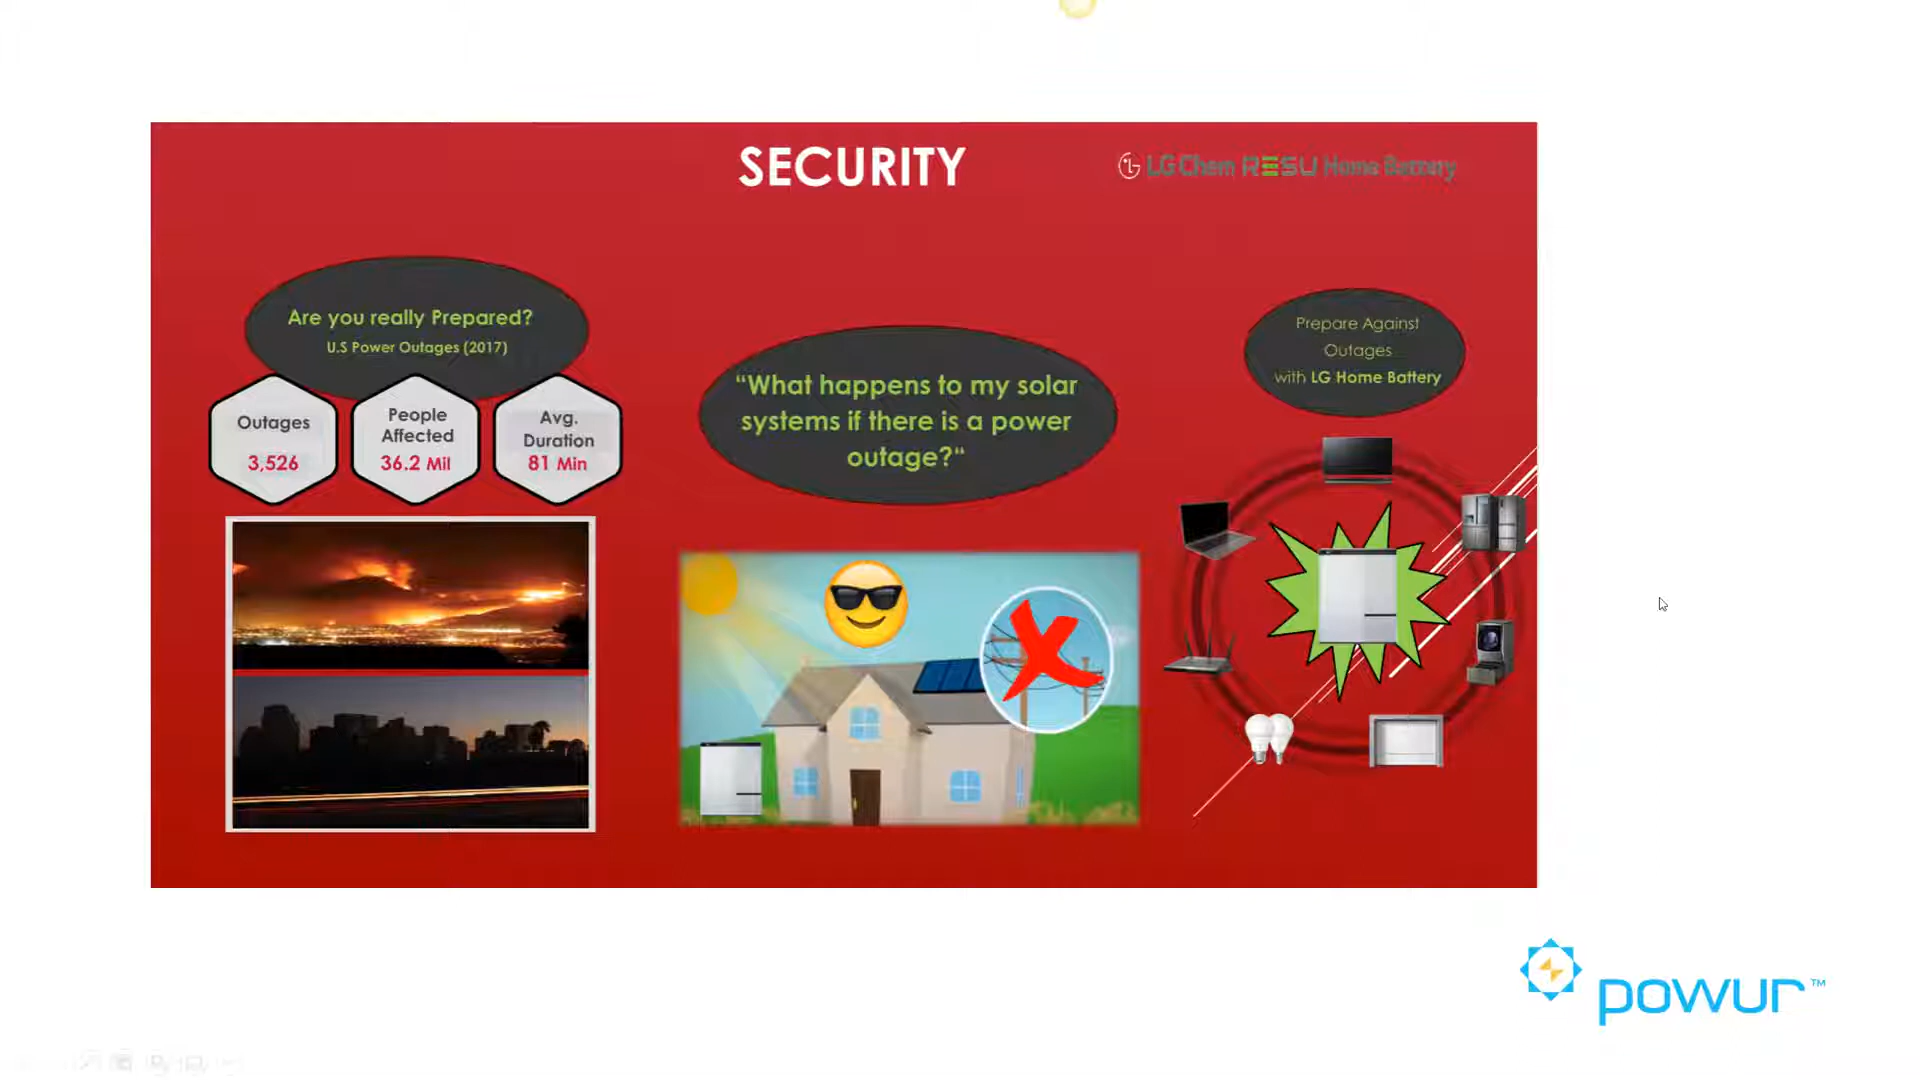 SECURITY
LG Chem RESU Home Battery
Are you really Prepared?
U.S Power Outages (2017)
Outages
3,526
People
Affected
36.2 Mil
Avg.
Duration
81 Min
"What happens to my solar
systems if there is a power
outage?"
Prepare Against
Outages
with LG Home Battery
powur™